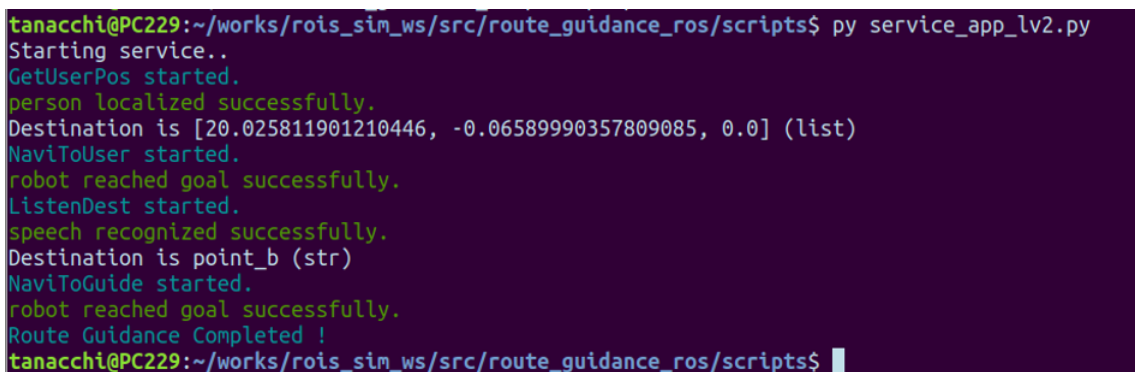 tanacchi@PC229:~/works/rois_sim_ws/src/route_guidance_ros/scripts$ py service_app_lv2.py
Starting service..
GetUserPos started.
person localized successfully.
Destination is [20.025811901210446, -0.06589990357809085, 0.0] (list)
NaviToUser started.
robot reached goal successfully.
ListenDest started.
speech recognized successfully.
Destination is point_b (str)
NaviToGuide started.
robot reached goal successfully.
Route Guidance Completed !
tanacchi@PC229:~/works/rois_sim_ws/src/route_guidance_ros/scripts$